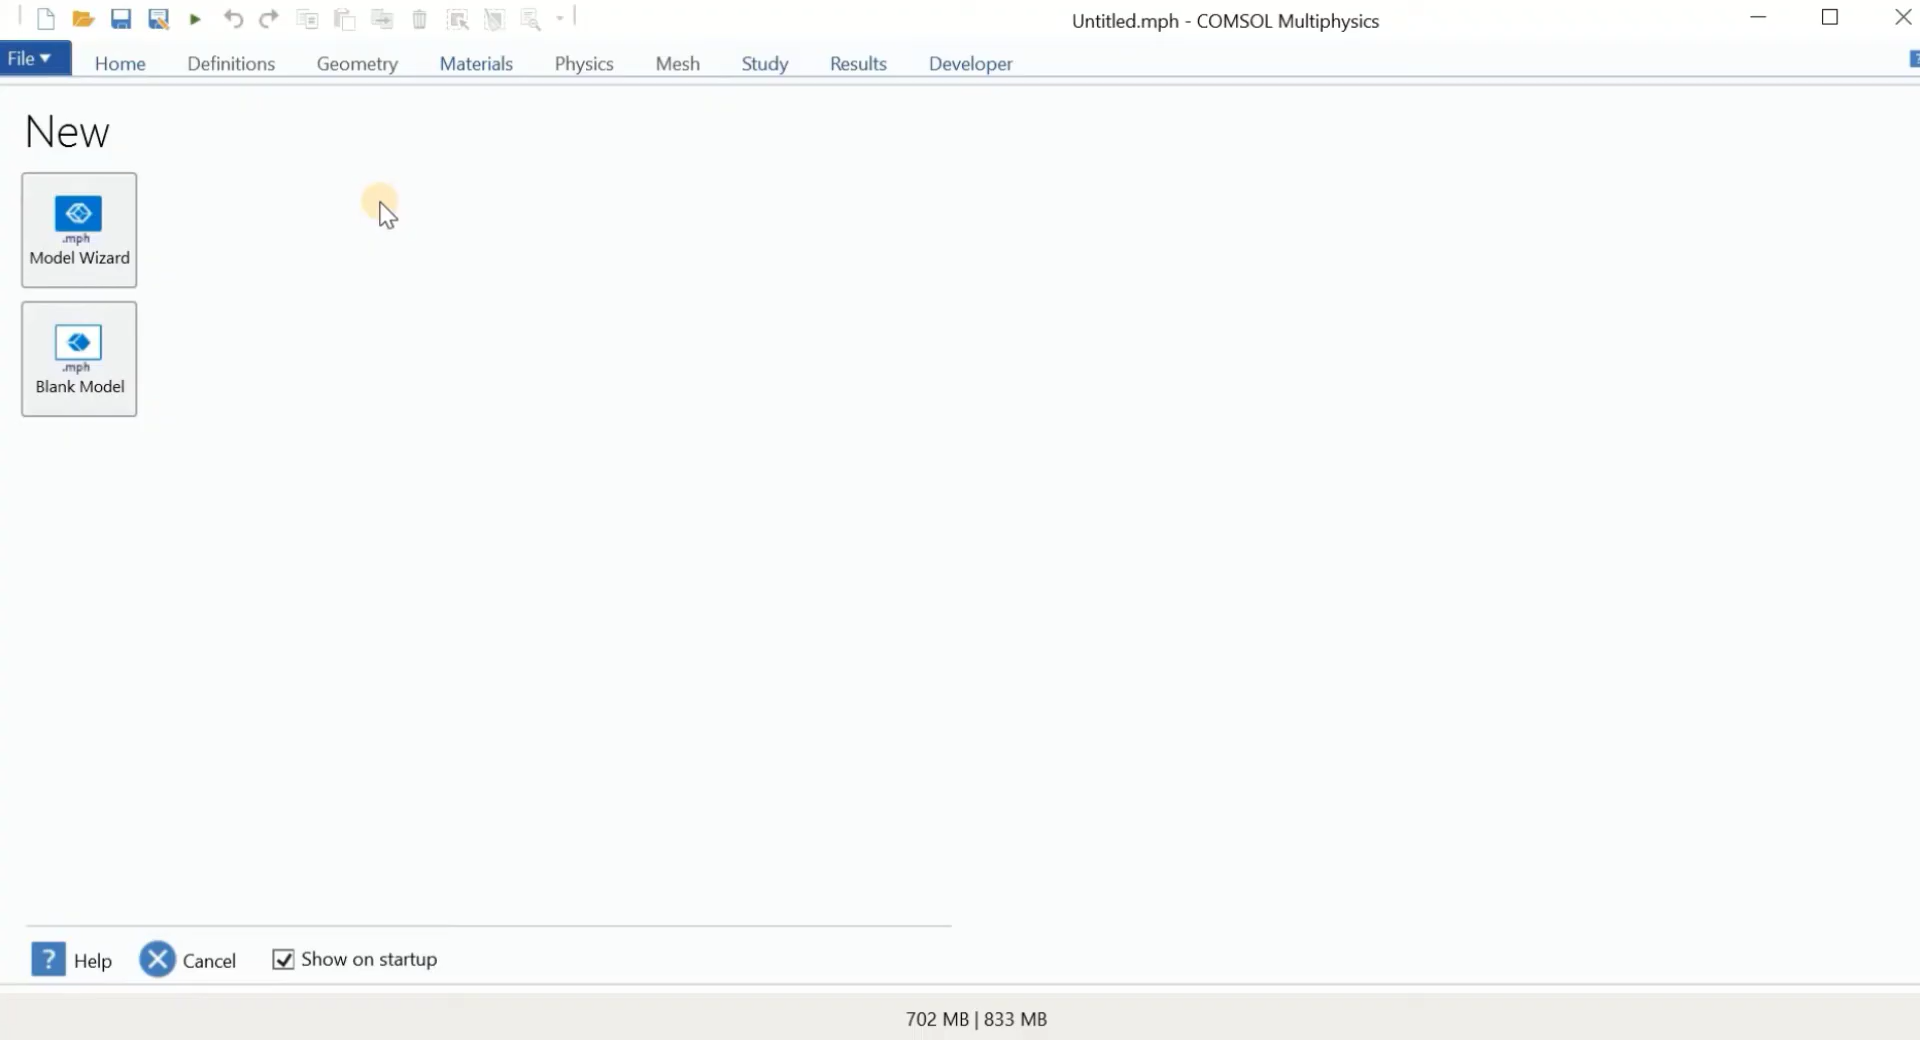 Untitled.mph - COMSOL Multiphysics
File
Home
Definitions
Geometry
Materials
Physics
Mesh
Study
Results
Developer
New
.mph
Model Wizard
.mph
Blank Model
? Help
Cancel
Show on startup
702 MB | 833 MB